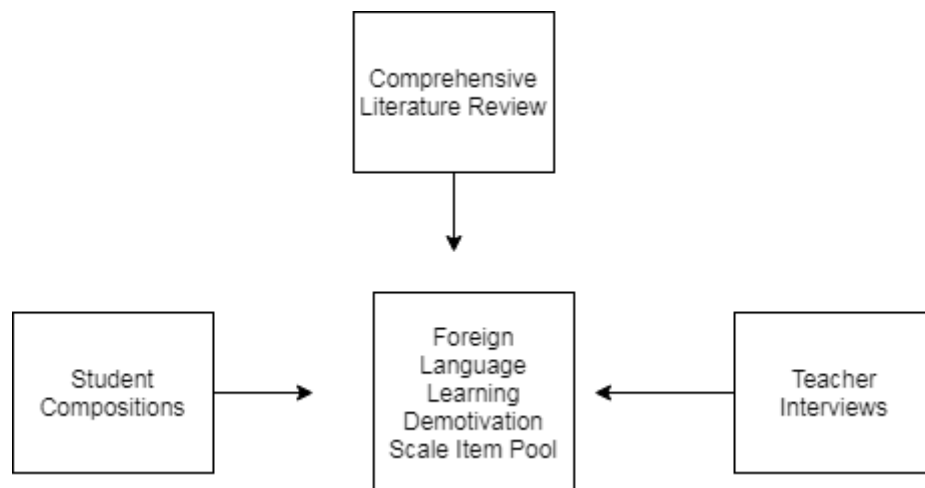 Comprehensive
Literature Review
Student
Compositions
Foreign
Language
Learning
Demotivation
Scale Item Pool
Teacher
Interviews